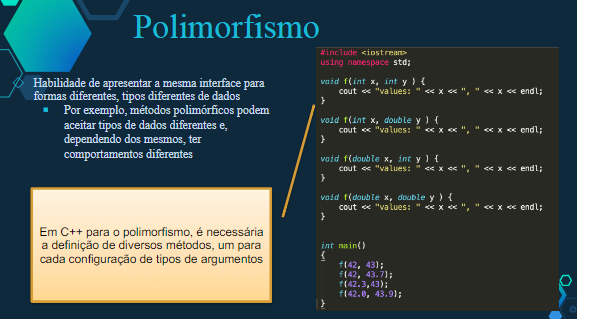 Polimorfismo
Habilidade de apresentar a mesma interface para
formas diferentes, tipos diferentes de dados
Por exemplo, métodos polimórficos podem
aceitar tipos de dados diferentes e,
dependendo dos mesmos, ter
comportamentos diferentes
Em C++ para o polimorfismo, é necessária
a definição de diversos métodos, um para
cada configuração de tipos de argumentos
#include <iostream>
using namespace std;
void f(int x, int y ) {
cout << "values: " << x << ", " << x << endl;
}
void f(int x, double y ) {
cout << "values: " << x << ", " << x << endl;
}
void f(double x, int y ) {
cout << "values: " << x << ", " << x << endl;
}
void f(double x, double y ) {
cout << "values: " << x << ", " << x << endl;
}
int main()
{
f(42, 43);
f(42, 43.7);
f(42.3,43);
f(42.0, 43.9);
}